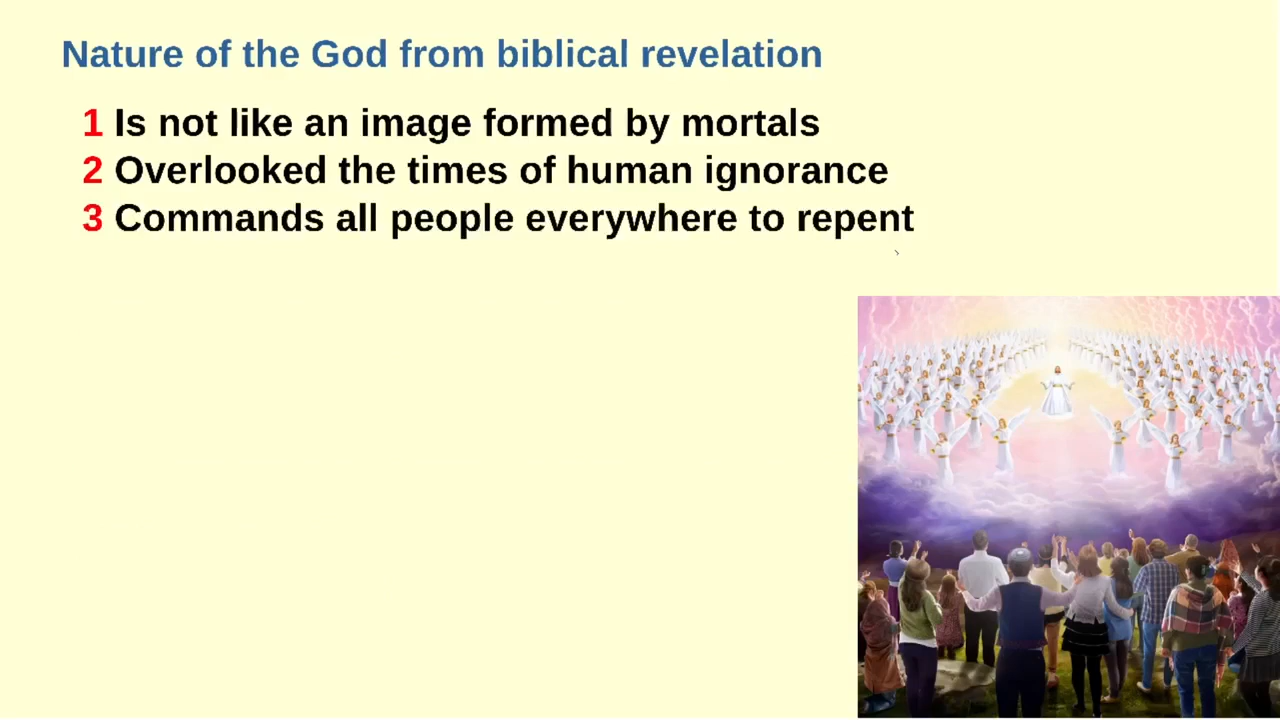 Nature of the God from biblical revelation
1 Is not like an image formed by mortals
2 Overlooked the times of human ignorance
3 Commands all people everywhere to repent